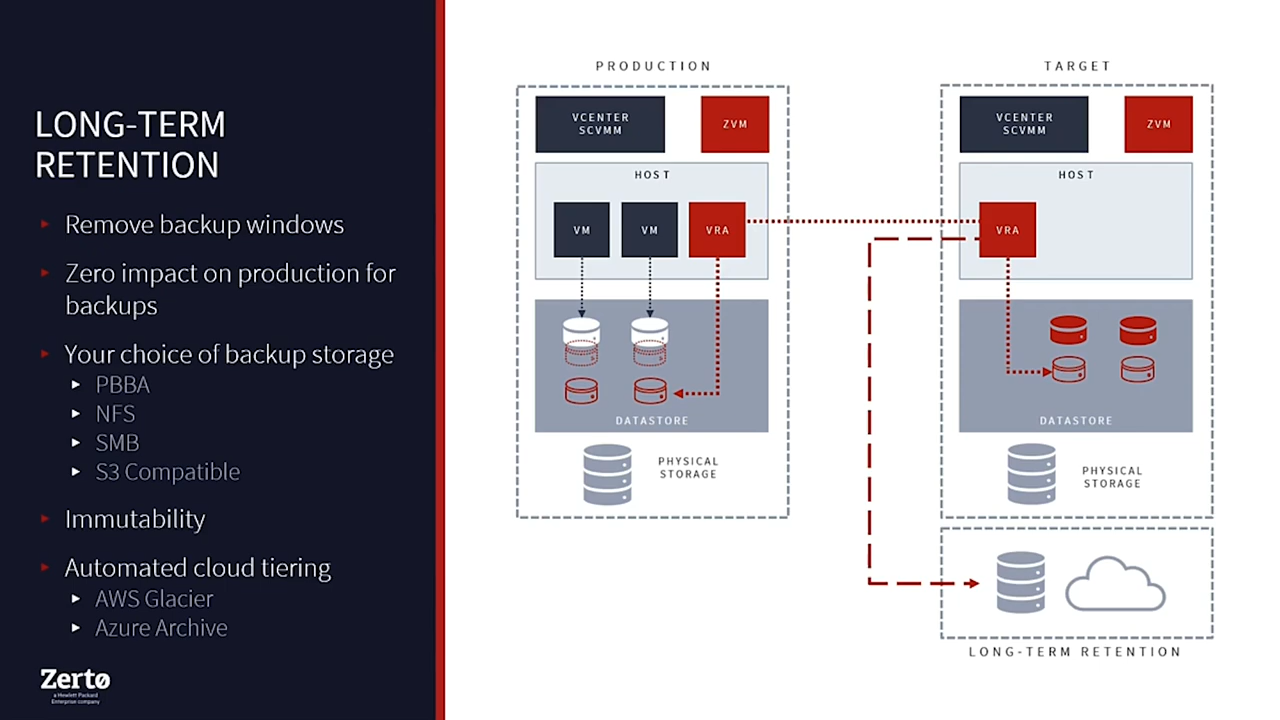 LONG-TERM
RETENTION
Remove backup windows
Zero impact on production for
backups
Your choice of backup storage
PBBA
NFS
SMB
S3 Compatible
Immutability
Automated cloud tiering
AWS Glacier
Azure Archive
Zerto
a Hewlett Packard
Enterprise company
PRODUCTION
VCENTER
SCVMM
ZVM
HOST
VM
VM
VRA
DATASTORE
PHYSICAL
STORAGE
TARGET
VCENTER
SCVMM
ZVM
HOST
VRA
DATASTORE
PHYSICAL
STORAGE
LONG-TERM RETENTION